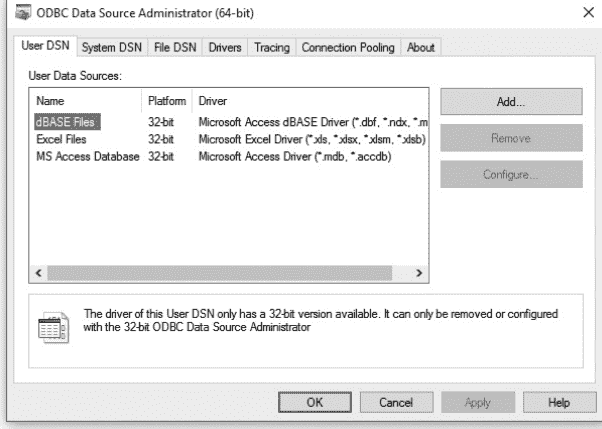 ODBC Data Source Administrator (64-bit)
User DSN System DSN File DSN Drivers Tracing Connection Pooling About
User Data Sources:
Name Platform Driver
dBASE Files 32-bit Microsoft Access dBASE Driver (*.dbf, *.ndx, *.m
Excel Files 32-bit Microsoft Excel Driver (*.xls, *.xlsx, *.xlsm, *.xlsb)
MS Access Database 32-bit Microsoft Access Driver (*.mdb, *.accdb)
Add...
Remove
Configure...
The driver of this User DSN only has a 32-bit version available. It can only be removed or configured
with the 32-bit ODBC Data Source Administrator
OK Cancel Apply Help